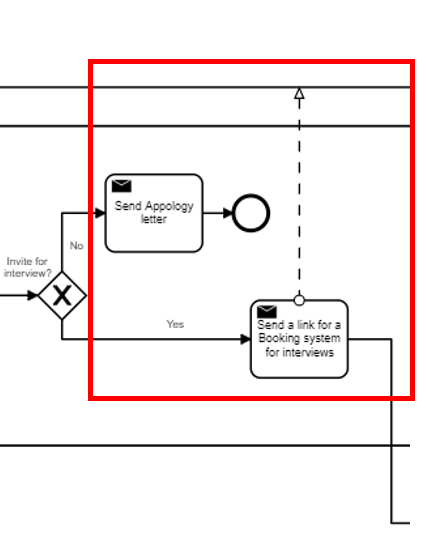 Send Appology
letter
No
Invite for
interview?
Yes
Send a link for a
Booking system
for interviews